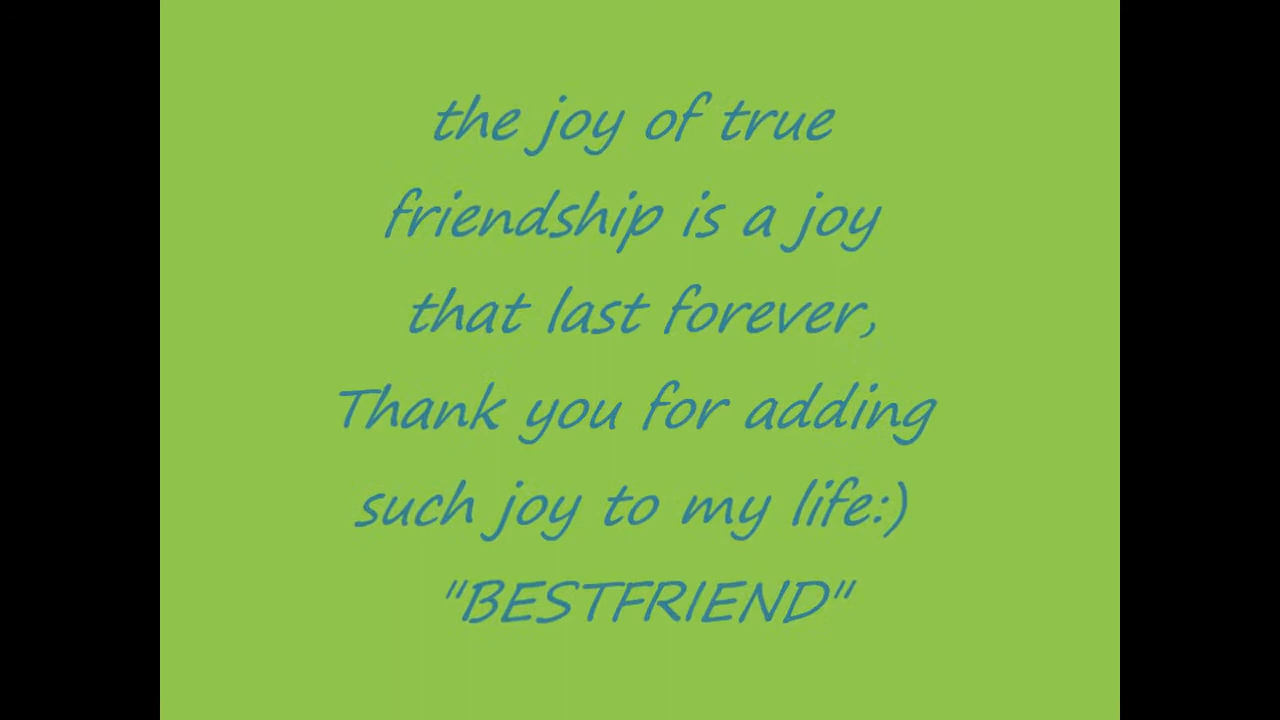 the joy of true
friendship is a joy
that last forever,
Thank you for adding
such joy to my life:)
"BESTFRIEND"